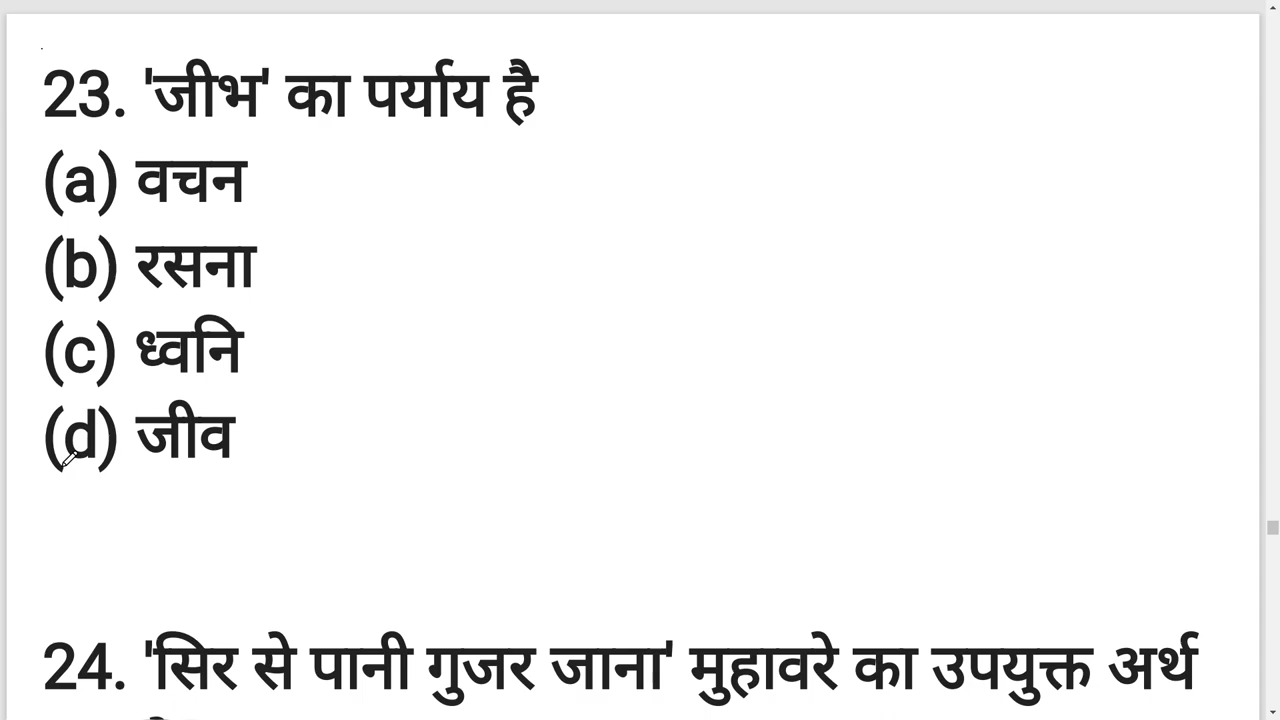 23. 'जीभ' का पर्याय है
(a) वचन
(b) रसना
(c) ध्वनि
(d) जीव
24. 'सिर से पानी गुजर जाना' मुहावरे का उपयुक्त अर्थ